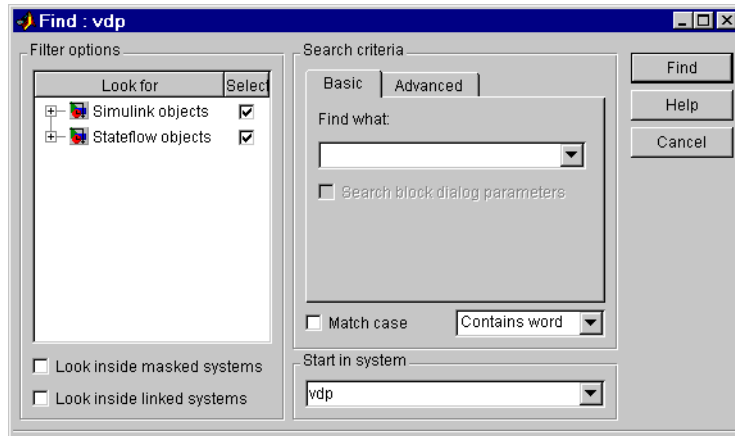 Find : vdp
Filter options
Look for Select
Simulink objects
Stateflow objects
Look inside masked systems
Look inside linked systems
Search criteria
Basic Advanced
Find what:
Search block dialog parameters
Match case Contains word
Start in system
vdp
Find
Help
Cancel